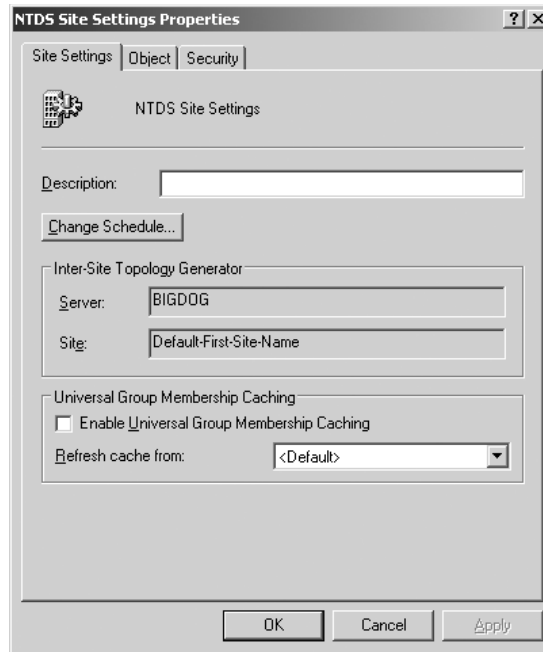 NTDS Site Settings Properties ? X
Site Settings Object Security
NTDS Site Settings
Description:
Change Schedule...
Inter-Site Topology Generator
Server: BIGDOG
Site: Default-First-Site-Name
Universal Group Membership Caching
Enable Universal Group Membership Caching
Refresh cache from: <Default>
OK Cancel Apply